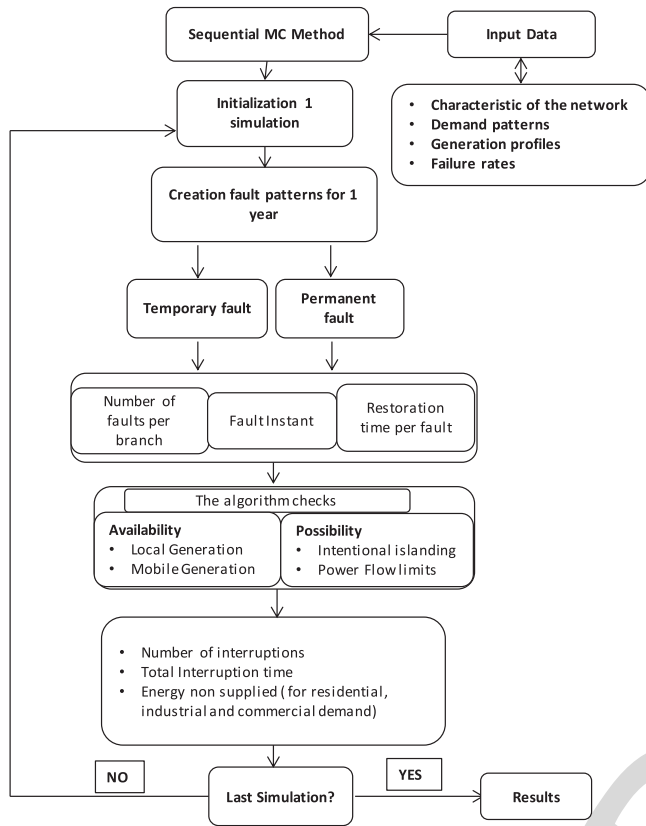 Sequential MC Method
Input Data
Initialization 1
simulation
• Characteristic of the network
• Demand patterns
• Generation profiles
• Failure rates
Creation fault patterns for 1
year
Temporary fault
Permanent
fault
Number of
faults per
branch
Fault Instant
Restoration
time per fault
The algorithm checks
Availability
• Local Generation
• Mobile Generation
Possibility
• Intentional islanding
• Power Flow limits
• Number of interruptions
• Total Interruption time
• Energy non supplied ( for residential,
industrial and commercial demand)
NO
Last Simulation?
YES
Results